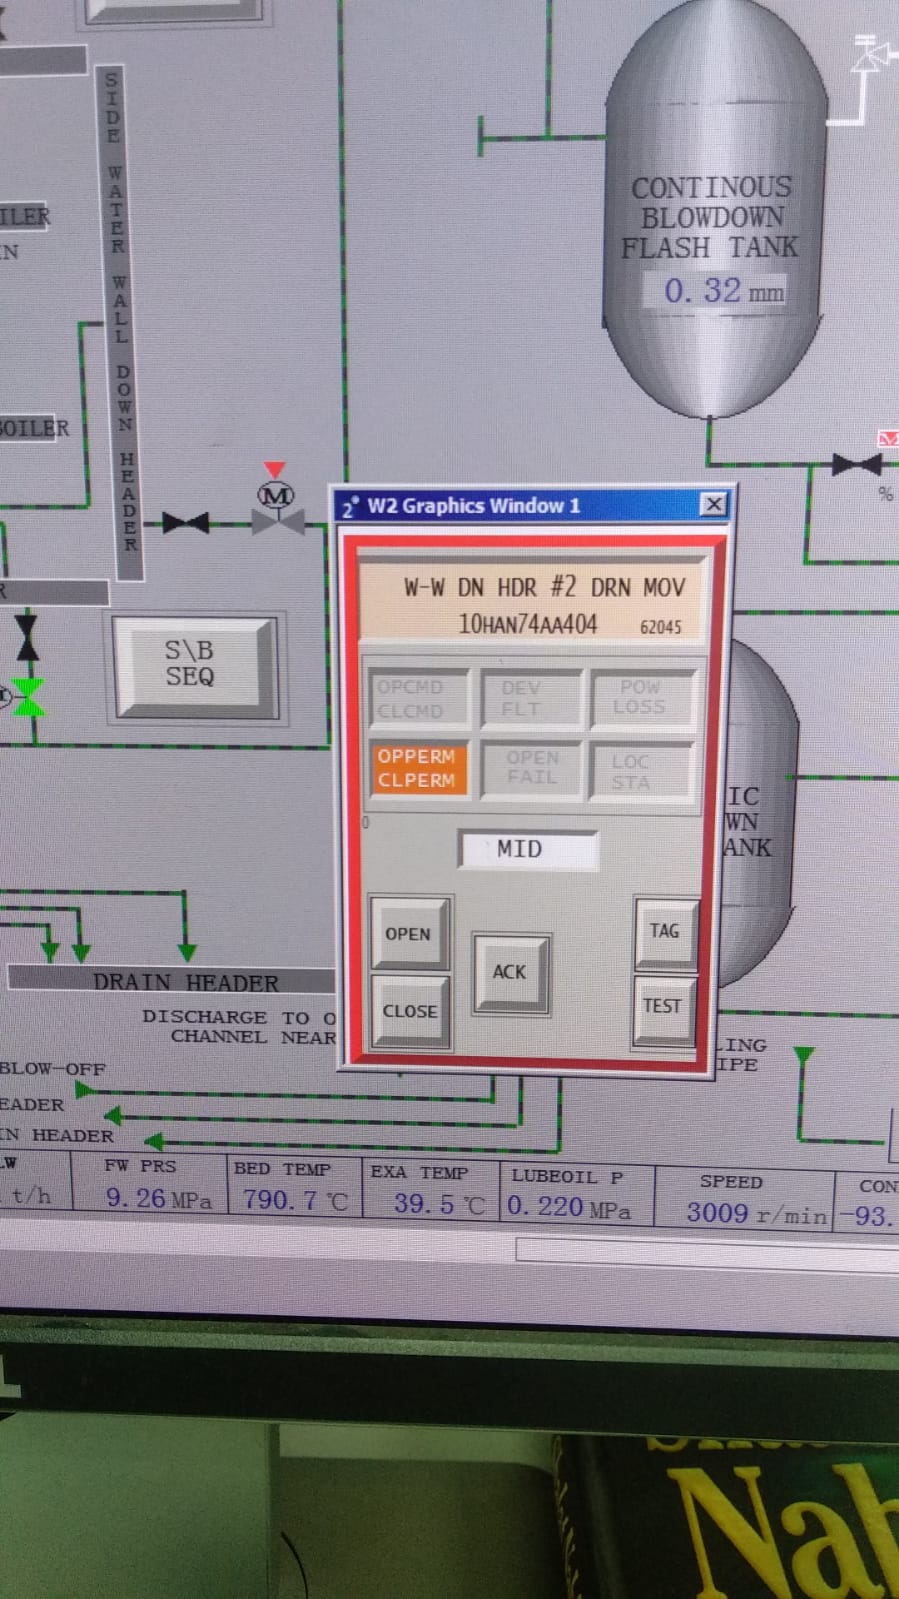 SIDE WATER WALL DOWN HEADER
ILER
IN
BOILER
CONTINOUS
BLOWDOWN
FLASH TANK
0.32 mm
M
M
%
S\B
SEQ
W2 Graphics Window 1
W-W DN HDR #2 DRN MOV
10HAN74AA404 62045
OPCMD
CLCMD
DEV
FLT
POW
LOSS
OPPERM
CLPERM
OPEN
FAIL
LOC
STA
0
MID
OPEN
CLOSE
ACK
TAG
TEST
IC
WN
ANK
DRAIN HEADER
DISCHARGE TO
CHANNEL NEAR
LING
IPE
BLOW-OFF
EADER
IN HEADER
t/h
FW PRS
9.26 MPa
BED TEMP
790.7 ℃
EXA TEMP
39.5 ℃
LUBEOIL P
0.220 MPa
SPEED
3009 r/min
CON
-93.
Nab